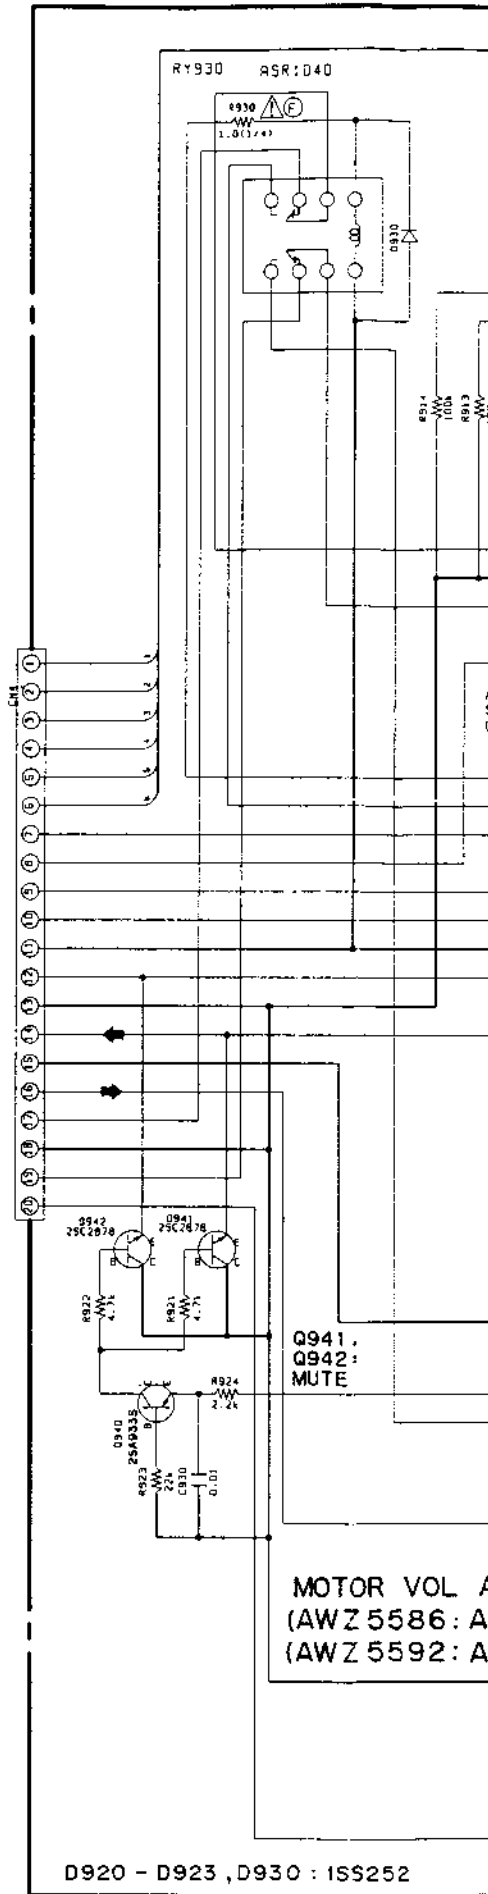 RY930 ASR1040
R930
1.0(1/4)
D930
R914
100k
R913
1
2
3
4
5
6
7
8
9
10
11
12
13
14
15
16
17
18
19
20
Q942
2SC2878
Q941
2SC2878
E
B
C
E
B
C
R922
4.7k
R921
4.7k
Q941,
Q942:
MUTE
R924
2.2k
B
Q940
2SA933S
R923
22k
C930
0.01
MOTOR VOL A
(AWZ5586: A
(AWZ5592: A
D920 - D923, D930 : 1SS252